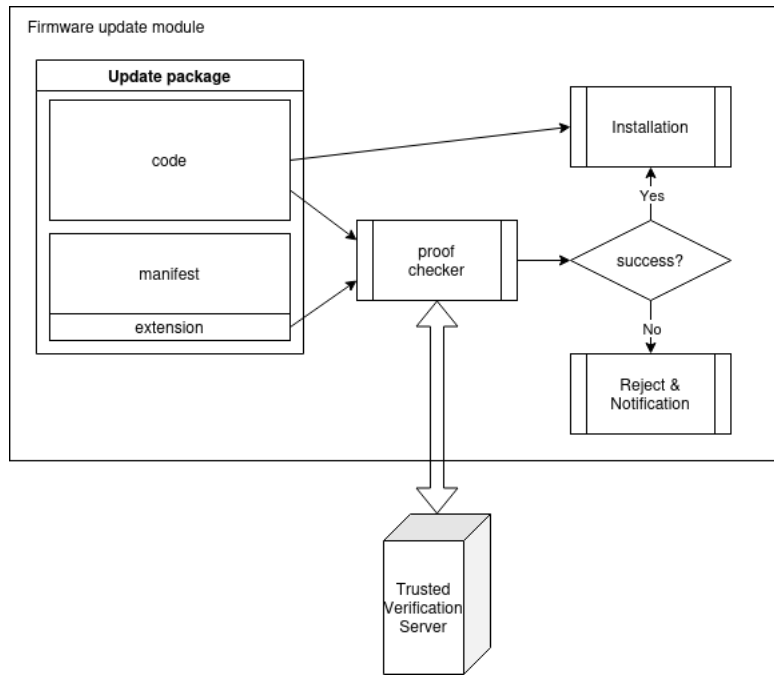 Firmware update module
Update package
code
manifest
extension
proof
checker
Installation
Yes
success?
No
Reject &
Notification
Trusted
Verification
Server